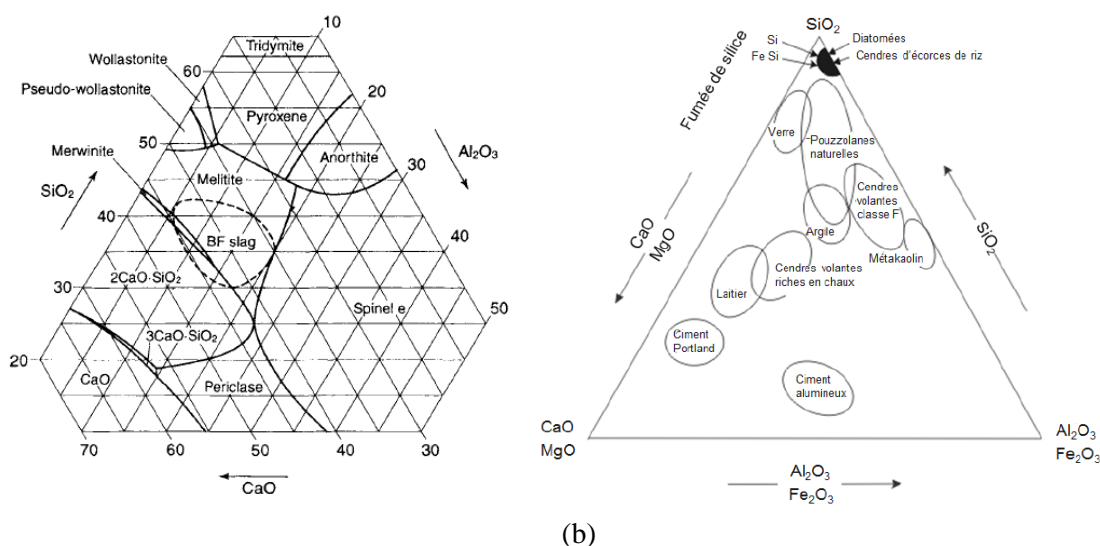 10
Tridymite
Wollastonite
60
20
Pseudo-wollastonite
Pyroxene
50
Anorthite
30
Al₂O₃
Merwinite
Melitite
SiO₂
40
BF slag
40
2CaO·SiO₂
30
50
Spinel e
3CaO·SiO₂
20
CaO
Periclase
70
60
50
40
30
CaO
SiO₂
Si
Diatomées
Fe Si
Cendres d'écorces de riz
Fumée de silice
Verre
Pouzzolanes
naturelles
CaO
MgO
Cendres
volantes
classe F
SiO₂
Argile
Métakaolin
Cendres volantes
riches en chaux
Laitier
Ciment
Portland
Ciment
alumineux
CaO
MgO
Al₂O₃
Fe₂O₃
Al₂O₃
Fe₂O₃
(b)